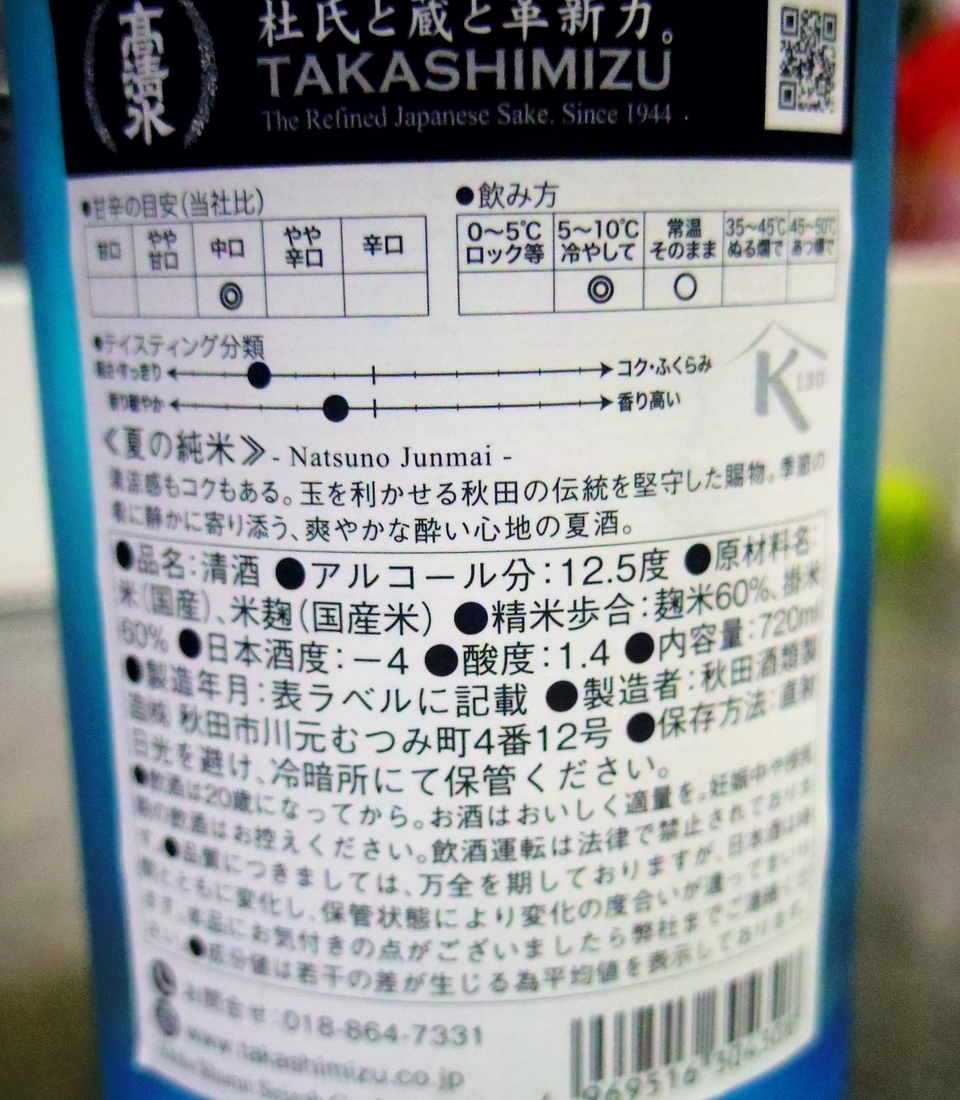 高清水
杜氏と蔵と革新力。
TAKASHIMIZU
The Refined Japanese Sake. Since 1944
●甘辛の目安(当社比)
甘口 やや甘口 中口 やや辛口 辛口
◎
●飲み方
0〜5℃ロック等 5〜10℃冷やして 常温そのまま 35〜45℃ぬる燗で 45〜50℃あつ燗で
◎ ○
●テイスティング分類
軽さ・すっきり コク・ふくらみ
香り穏やか 香り高い
K
《夏の純米》- Natsuno Junmai -
清涼感もコクもある。玉を利かせる秋田の伝統を堅守した賜物。季節の
肴に静かに寄り添う、爽やかな酔い心地の夏酒。
●品名:清酒 ●アルコール分:12.5度 ●原材料名:
米(国産)、米麹(国産米) ●精米歩合:麹米60%、掛米
60% ●日本酒度:−4 ●酸度:1.4 ●内容量:720ml
●製造年月:表ラベルに記載 ●製造者:秋田酒類製
造㈱ 秋田市川元むつみ町4番12号 ●保存方法:直射
日光を避け、冷暗所にて保管ください。
●飲酒は20歳になってから。お酒はおいしく適量を。妊娠中や授乳
期の飲酒はお控えください。飲酒運転は法律で禁止されておりま
す。●品質につきましては、万全を期しておりますが、日本酒は時
間とともに変化し、保管状態により変化の度合いが違ってまいり
ます。本品にお気付きの点がございましたら弊社までご連絡くだ
さい。●成分値は若干の差が生じる為平均値を表示しております。
お問合せ:018-864-7331
www.takashimizu.co.jp